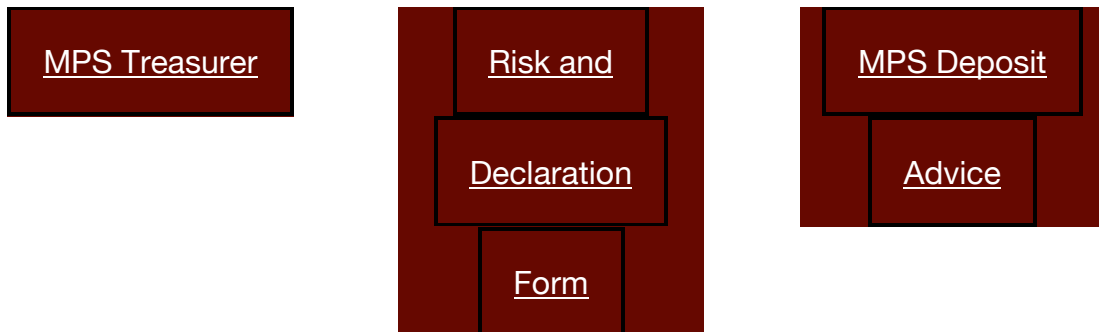 MPS Treasurer
Risk and
Declaration
Form
MPS Deposit
Advice